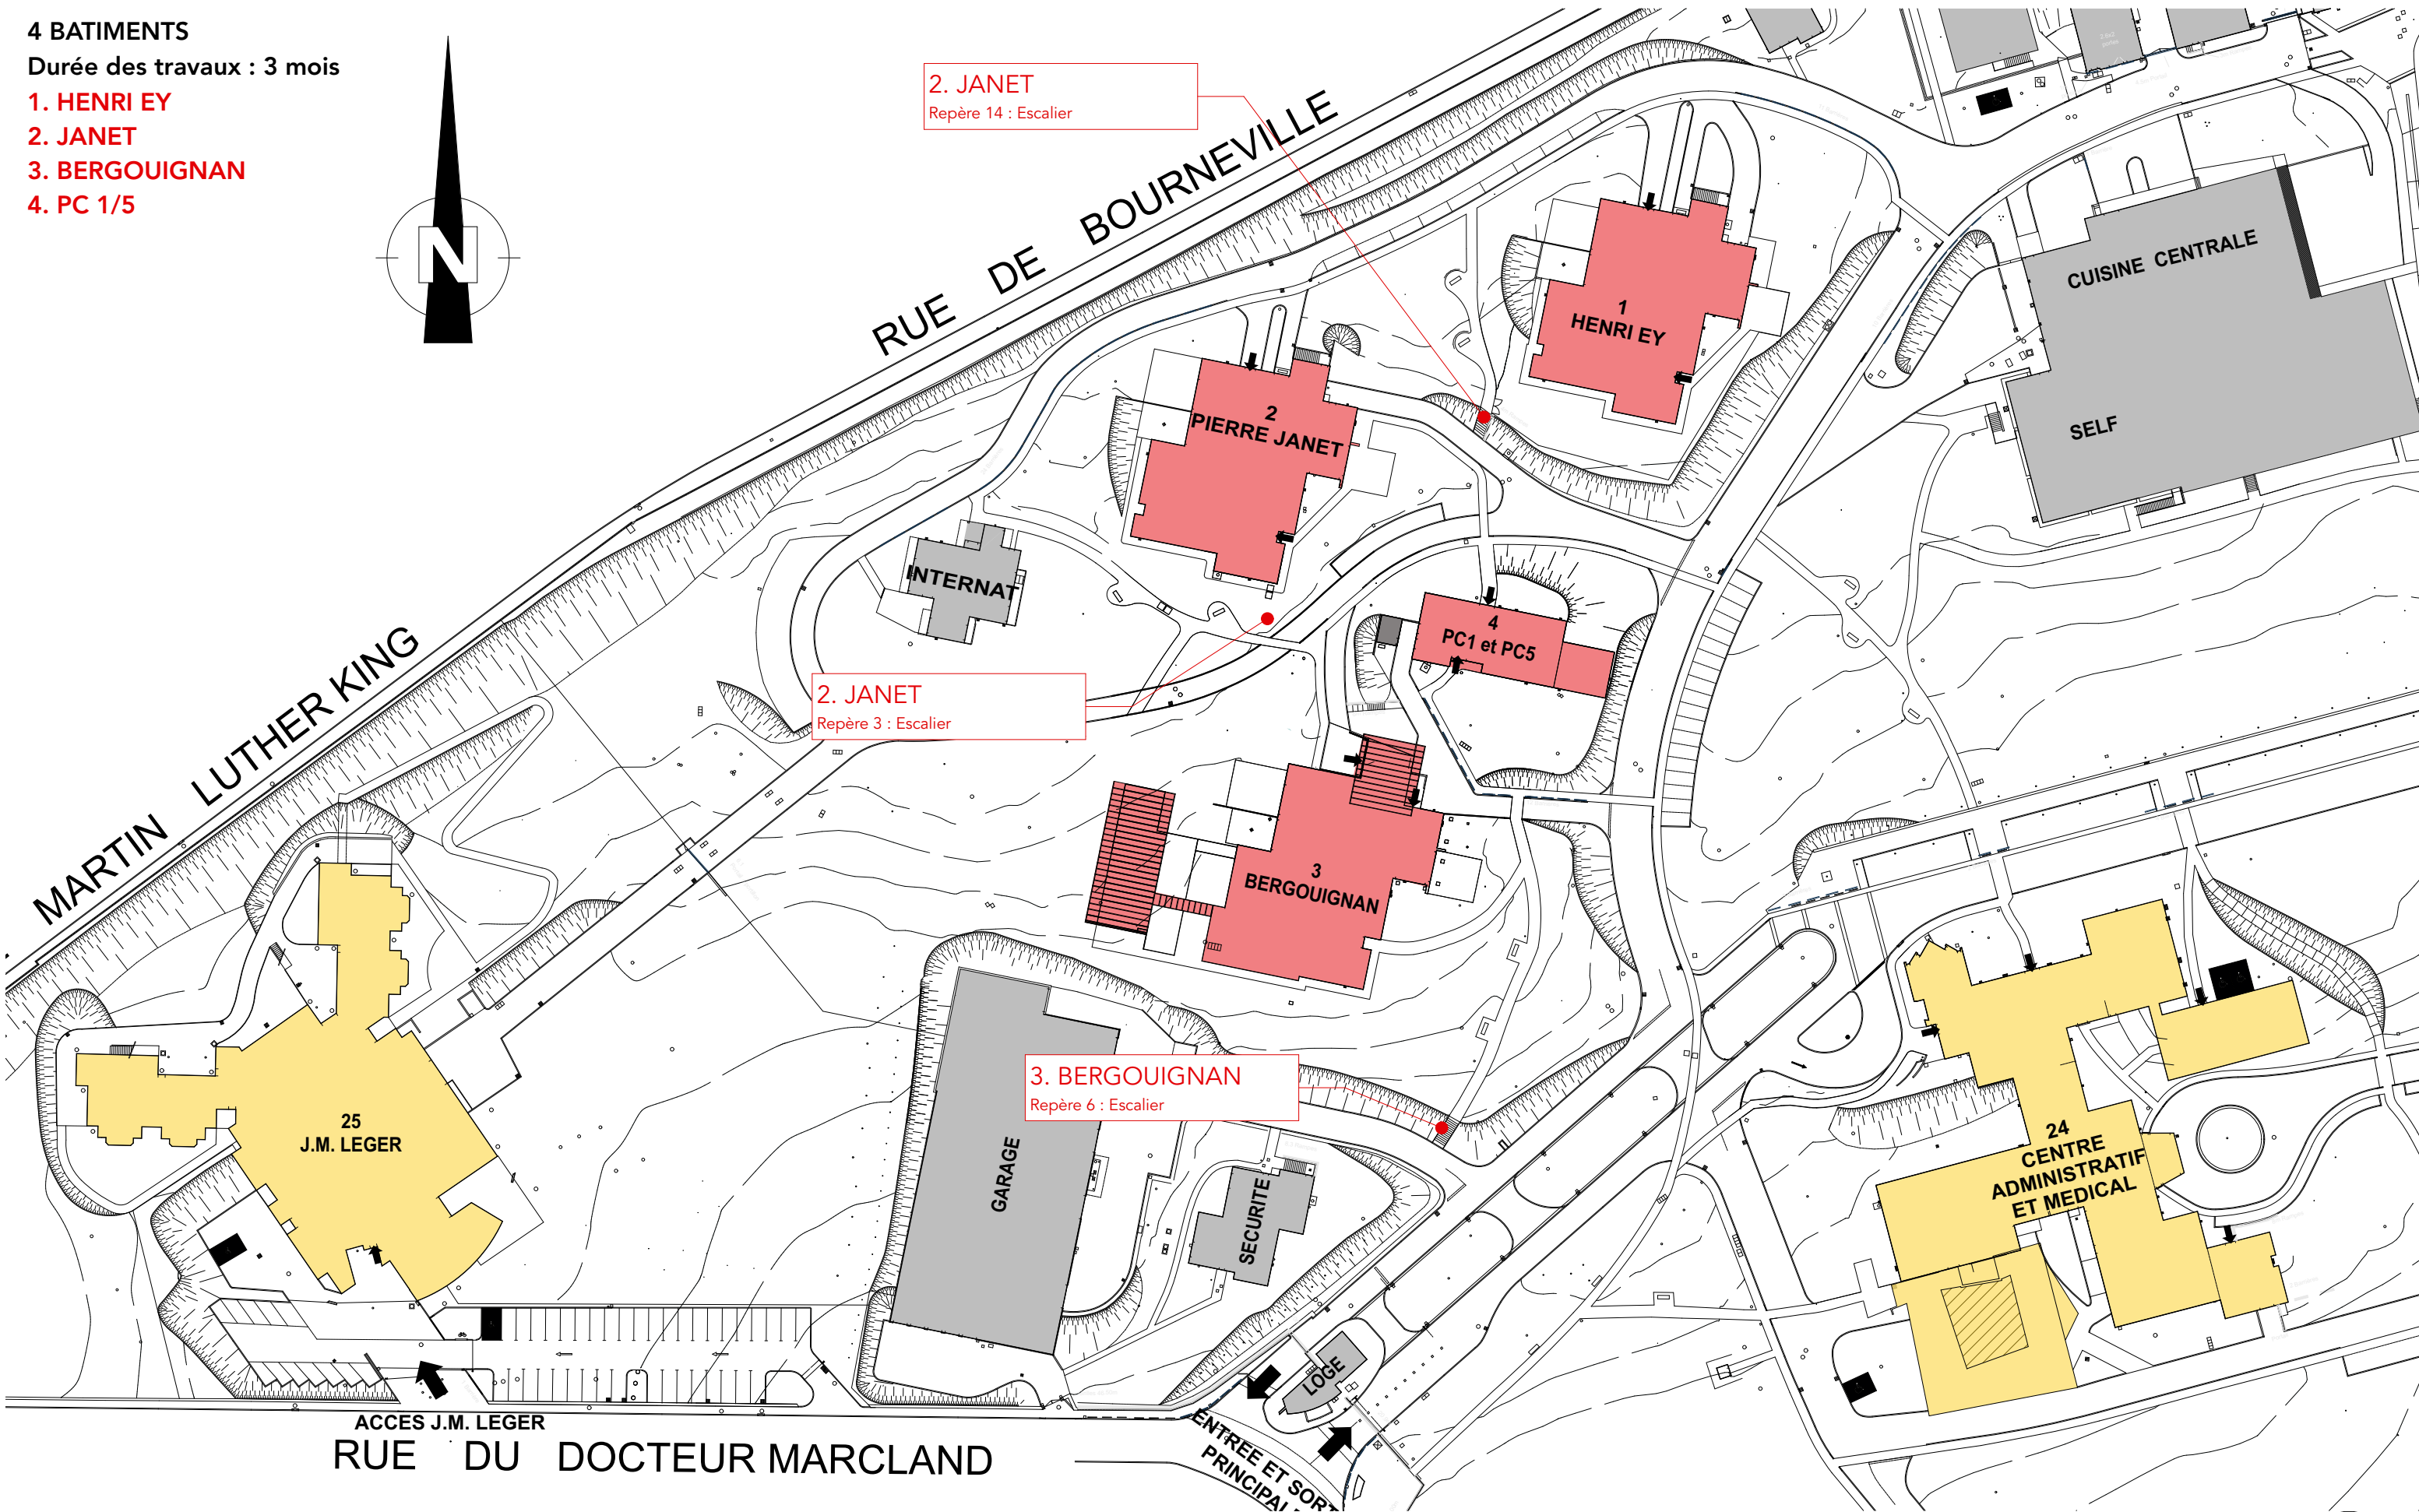 4 BATIMENTS
Durée des travaux : 3 mois
1. HENRI EY
2. JANET
3. BERGOUIGNAN
4. PC 1/5
N
2. JANET
Repère 14 : Escalier
RUE DE BOURNEVILLE
1
HENRI EY
CUISINE CENTRALE
SELF
2
PIERRE JANET
INTERNAT
4
PC1 et PC5
2. JANET
Repère 3 : Escalier
MARTIN LUTHER KING
3
BERGOUIGNAN
3. BERGOUIGNAN
Repère 6 : Escalier
25
J.M. LEGER
GARAGE
SECURITE
24
CENTRE
ADMINISTRATIF
ET MEDICAL
LOGE
ACCES J.M. LEGER
RUE DU DOCTEUR MARCLAND
ENTREE ET SORT
PRINCIPAL